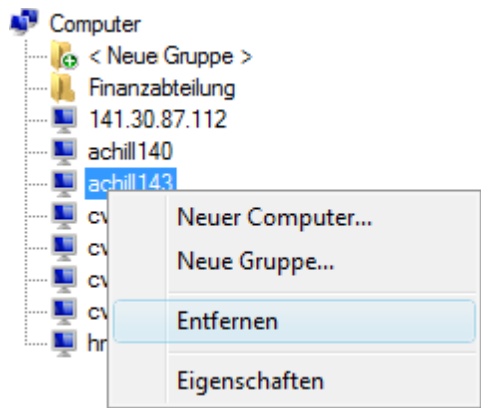 Computer
< Neue Gruppe >
Finanzabteilung
141.30.87.112
achill140
achill143
Neuer Computer...
Neue Gruppe...
Entfernen
Eigenschaften